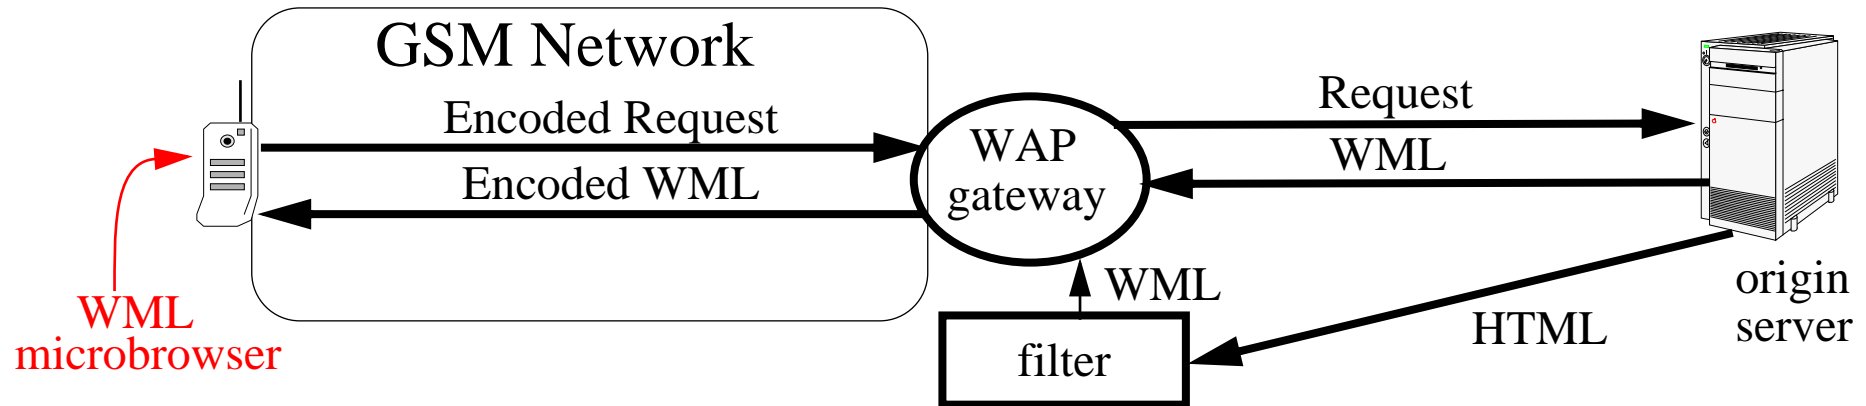 GSM Network
Encoded Request
Encoded WML
WML
microbrowser
WAP
gateway
Request
WML
WML
filter
HTML
origin
server